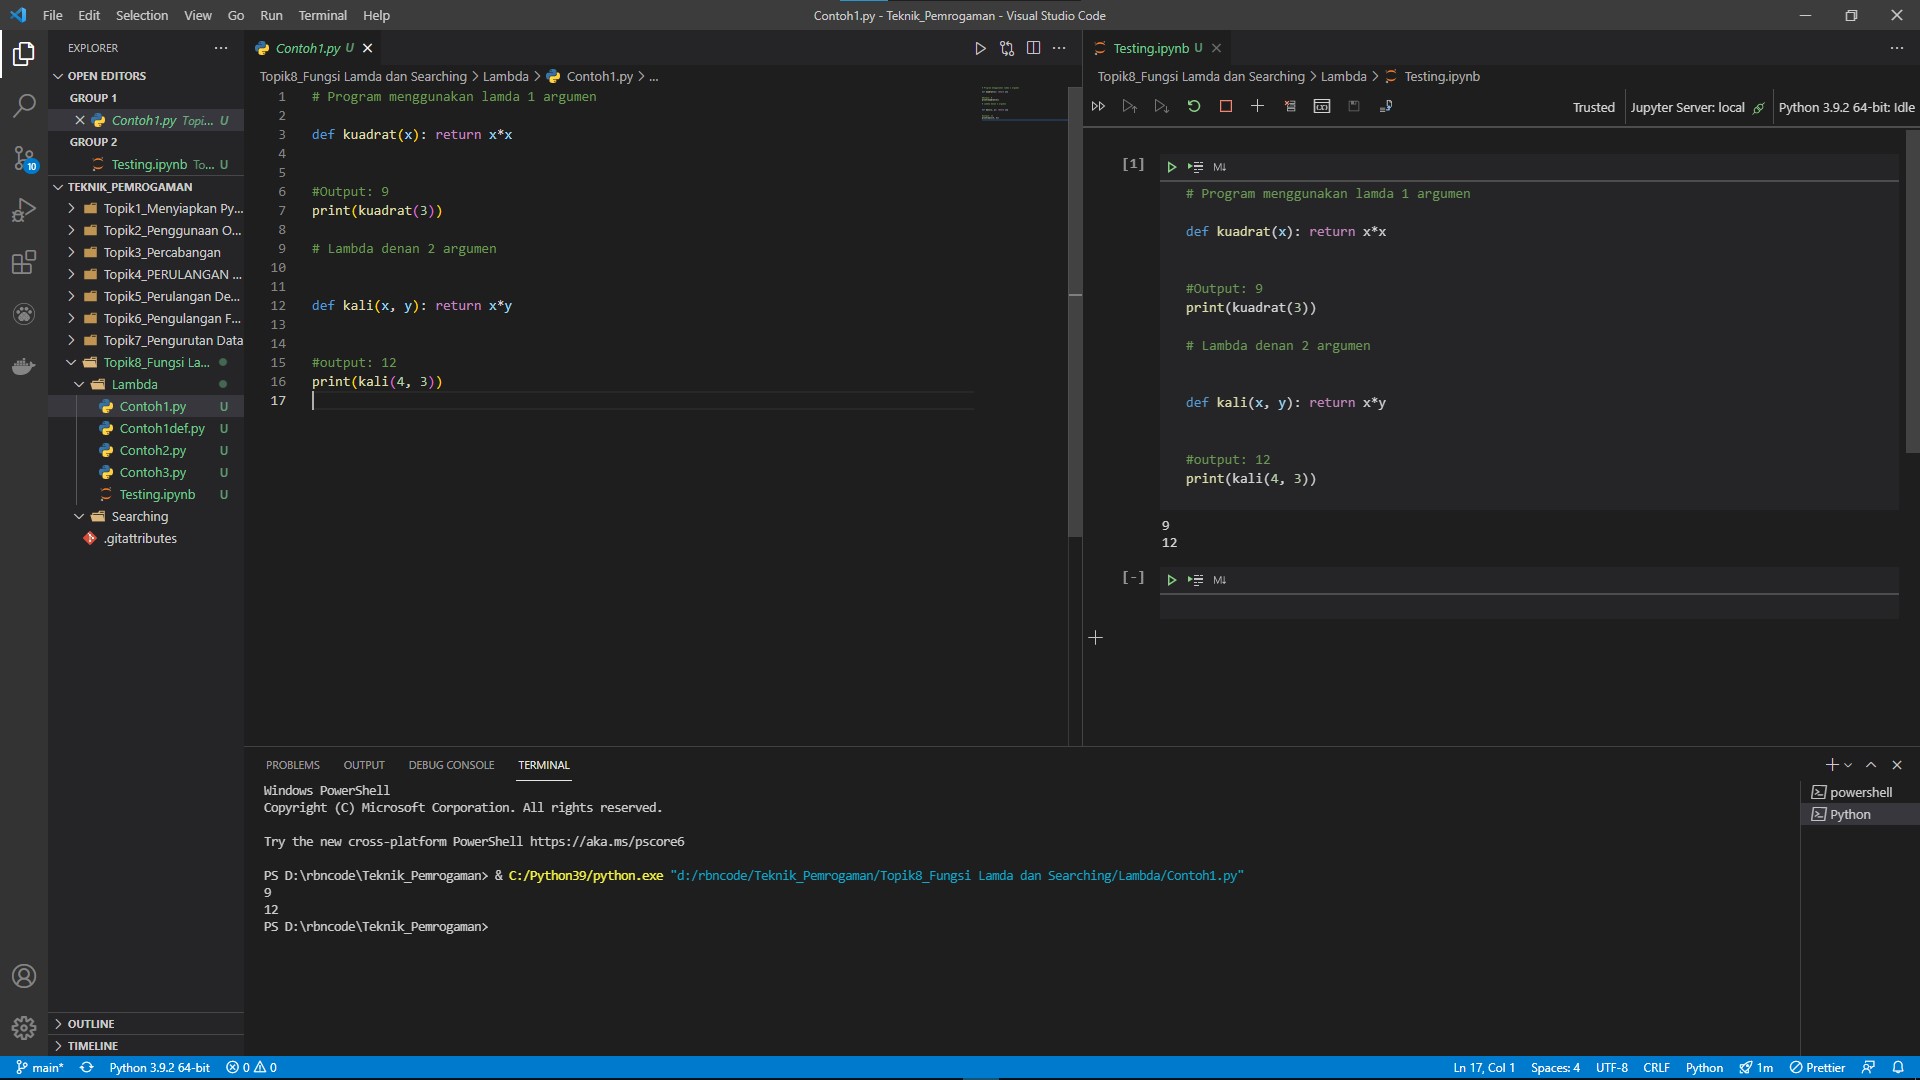 File Edit Selection View Go Run Terminal Help
Contoh1.py - Teknik_Pemrogaman - Visual Studio Code
EXPLORER
OPEN EDITORS
GROUP 1
Contoh1.py Topi... U
GROUP 2
Testing.ipynb To... U
TEKNIK_PEMROGAMAN
Topik1_Menyiapkan Py...
Topik2_Penggunaan O...
Topik3_Percabangan
Topik4_PERULANGAN ...
Topik5_Perulangan De...
Topik6_Pengulangan F...
Topik7_Pengurutan Data
Topik8_Fungsi La...
Lambda
Contoh1.py U
Contoh1def.py U
Contoh2.py U
Contoh3.py U
Testing.ipynb U
Searching
.gitattributes
OUTLINE
TIMELINE
10
Contoh1.py U
Topik8_Fungsi Lamda dan Searching > Lambda > Contoh1.py > ...
1 # Program menggunakan lamda 1 argumen
2
3 def kuadrat(x): return x*x
4
5
6 #Output: 9
7 print(kuadrat(3))
8
9 # Lambda denan 2 argumen
10
11
12 def kali(x, y): return x*y
13
14
15 #output: 12
16 print(kali(4, 3))
17
Testing.ipynb U
Topik8_Fungsi Lamda dan Searching > Lambda > Testing.ipynb
Trusted Jupyter Server: local Python 3.9.2 64-bit: Idle
[1] M↓
# Program menggunakan lamda 1 argumen
def kuadrat(x): return x*x
#Output: 9
print(kuadrat(3))
# Lambda denan 2 argumen
def kali(x, y): return x*y
#output: 12
print(kali(4, 3))
9
12
[-] M↓
PROBLEMS OUTPUT DEBUG CONSOLE TERMINAL
Windows PowerShell
Copyright (C) Microsoft Corporation. All rights reserved.
Try the new cross-platform PowerShell https://aka.ms/pscore6
PS D:\rbncode\Teknik_Pemrogaman> & C:/Python39/python.exe "d:/rbncode/Teknik_Pemrogaman/Topik8_Fungsi Lamda dan Searching/Lambda/Contoh1.py"
9
12
PS D:\rbncode\Teknik_Pemrogaman>
powershell
Python
main* Python 3.9.2 64-bit 0 0
Ln 17, Col 1 Spaces: 4 UTF-8 CRLF Python 1m Prettier